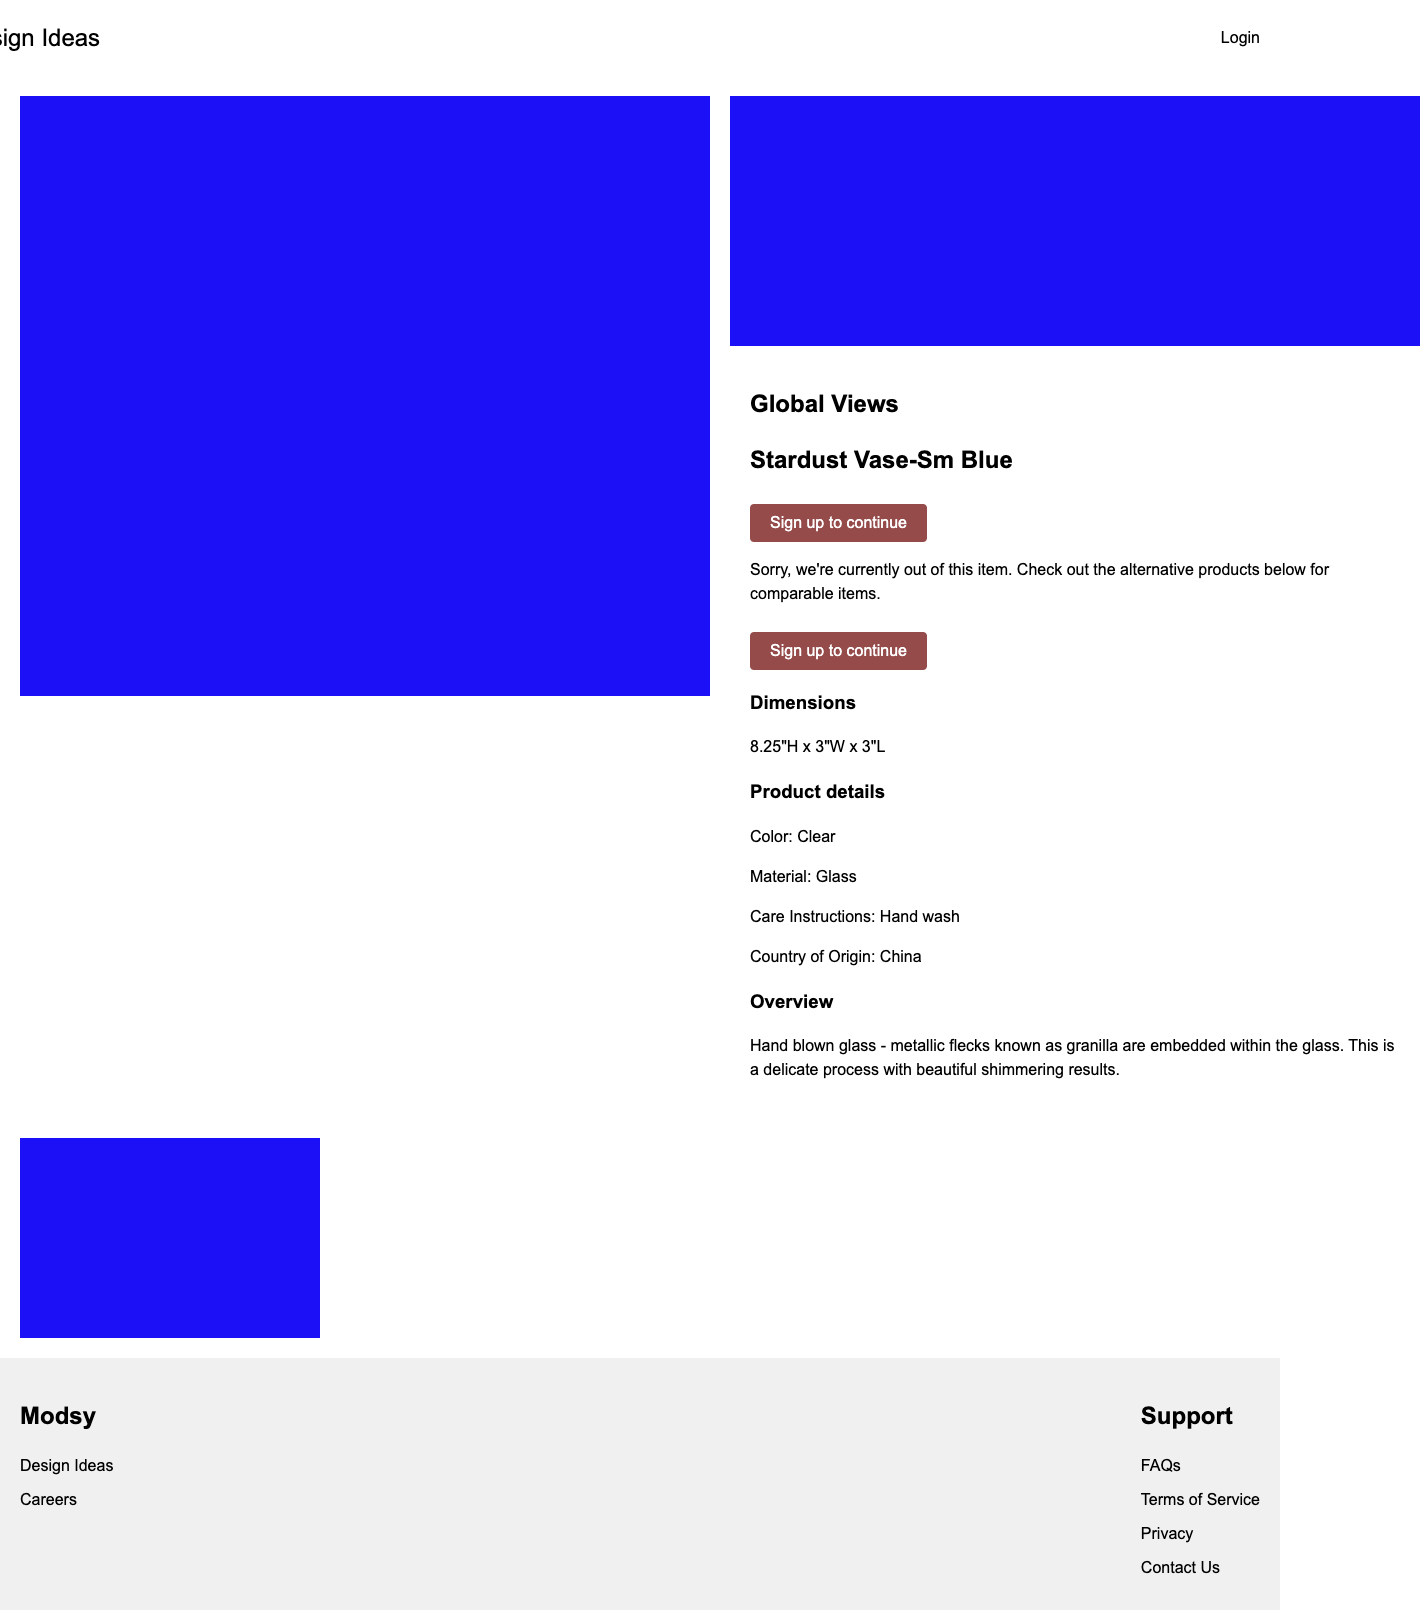 sign Ideas
Login
Global Views
Stardust Vase-Sm Blue
Sign up to continue
Sorry, we're currently out of this item. Check out the alternative products below for
comparable items.
Sign up to continue
Dimensions
8.25"H x 3"W x 3"L
Product details
Color: Clear
Material: Glass
Care Instructions: Hand wash
Country of Origin: China
Overview
Hand blown glass - metallic flecks known as granilla are embedded within the glass. This is
a delicate process with beautiful shimmering results.
Modsy
Design Ideas
Careers
Support
FAQs
Terms of Service
Privacy
Contact Us